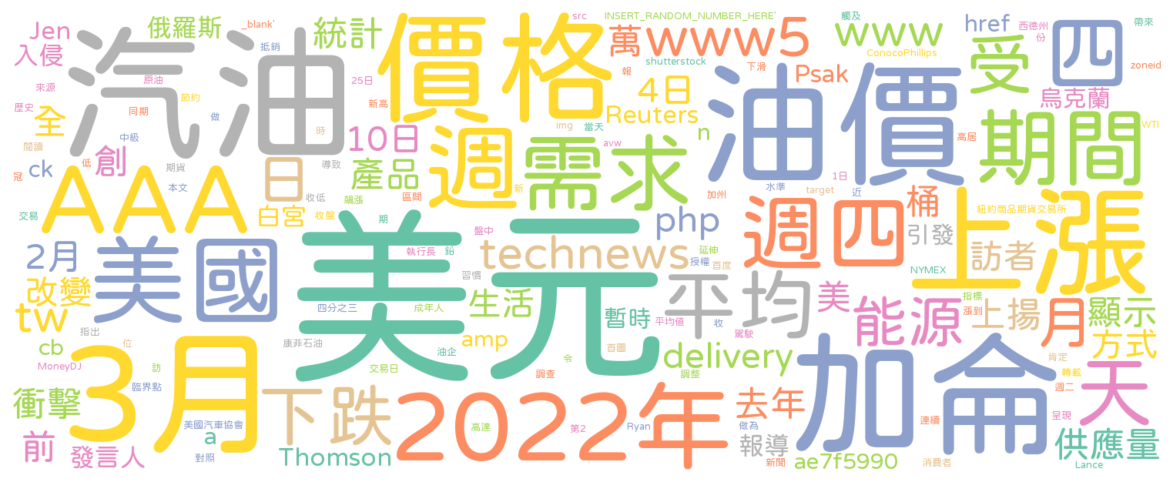 _blank'
src
INSERT_RANDOM_NUMBER_HERE'
觸及
帶來
Jen
俄羅斯
統計
價格
萬
www5
www
href
西德州
份
四
入侵
抵銷
汽油
shutterstock
下滑
ConocoPhillips
受
zoneid
來源
原油
25日
新高
報
Psak
油價
烏克蘭
歷史
同期
節約
做
4日
Reuters
WTI
全
中級
時
10日
週
img
當天
n
高居
期間
閱讀
低
創
期貨
日
導致
產品
需求
avw
ck
冠
本文
收低
區間
新
加州
水準
1日
target
近
AAA
飆漲
桶
紐約商品期貨交易所
交易
白宮
收盤
期
盤中
php
週四
引發
上漲
2月
美國
美元
執行長
鉛
technews
延伸
授權
百度
訪者
NYMEX
改變
習慣
平均
指標
四分之三
成年人
生活
暫時
美
能源
漲到
上揚
月
顯示
tw
指出
平均值
收
駕駛
方式
cb
位
訪
康菲石油
油企
amp
百圖
delivery
加侖
肯定
MoneyDJ
臨界點
3月
交易日
令
調查
調整
轉載
週二
天
衝擊
下跌
2022年
去年
連續
呈現
美國汽車協會
a
高達
第2
Ryan
做為
報導
供應量
前
發言人
對照
Thomson
新聞
ae7f5990
消費者
Lance